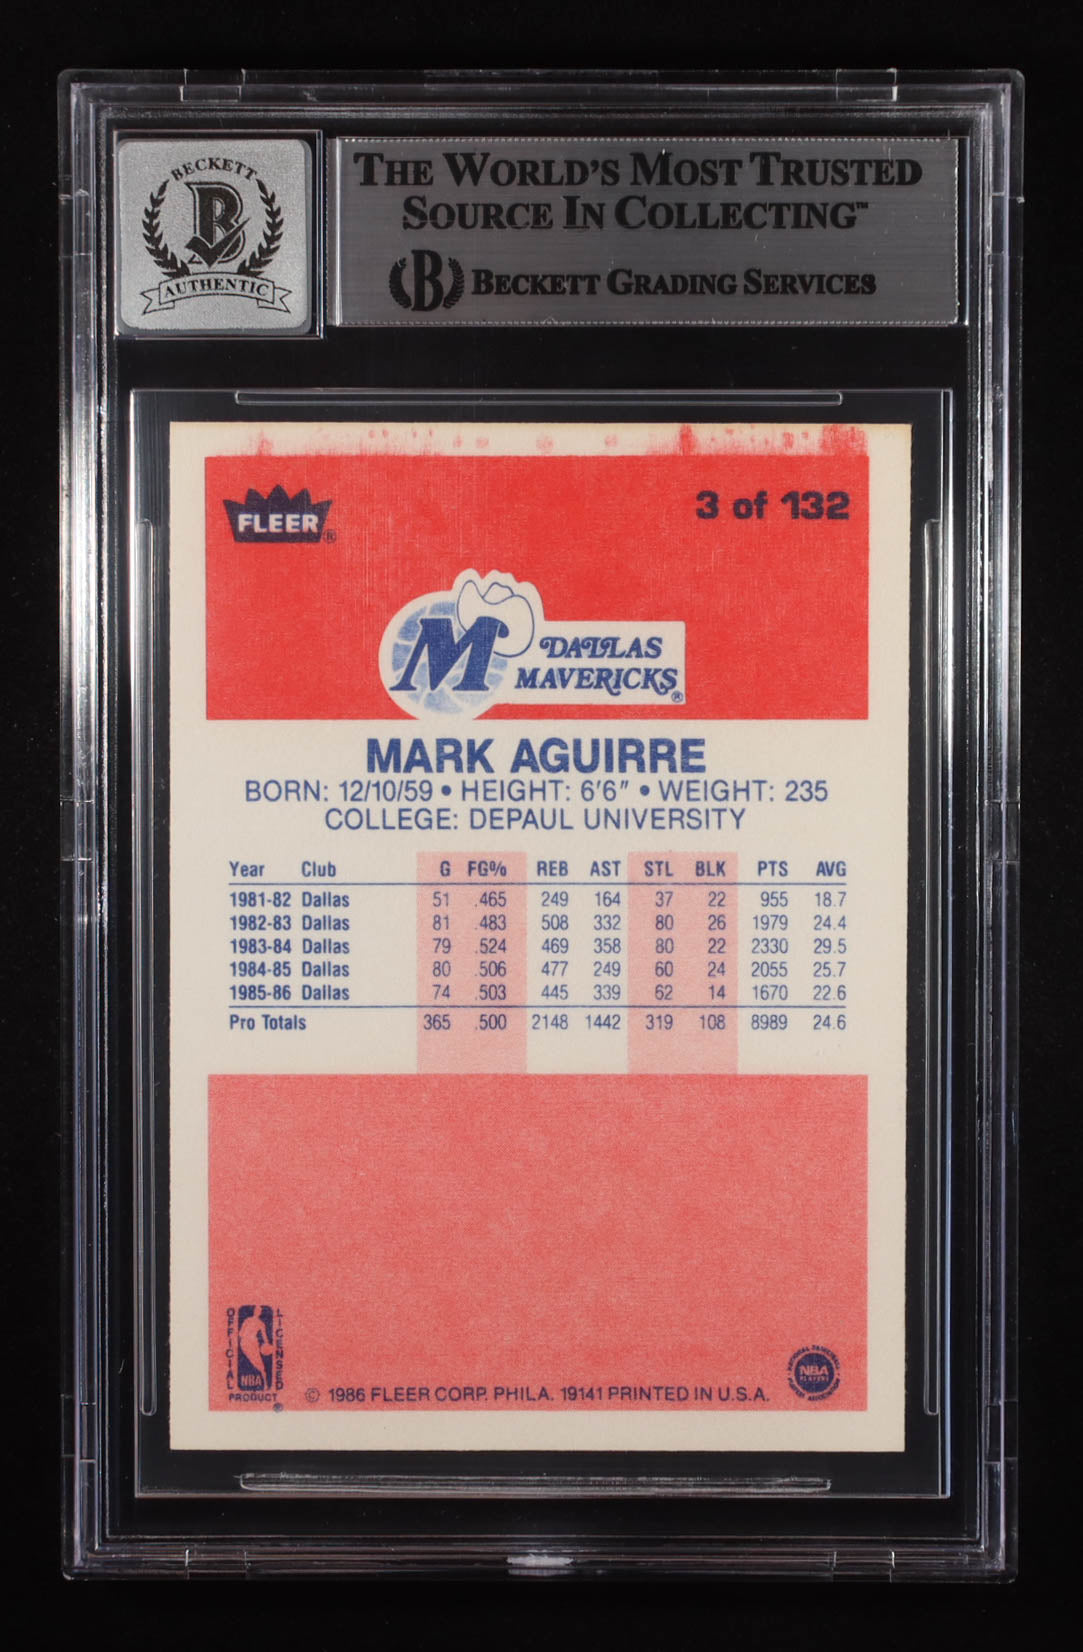 BECKETT
B
AUTHENTIC
THE WORLD'S MOST TRUSTED
SOURCE IN COLLECTING™
B BECKETT GRADING SERVICES
FLEER®
3 of 132
M DALLAS
MAVERICKS®
MARK AGUIRRE
BORN: 12/10/59 • HEIGHT: 6'6" • WEIGHT: 235
COLLEGE: DEPAUL UNIVERSITY
Year Club G FG% REB AST STL BLK PTS AVG
1981-82 Dallas 51 .465 249 164 37 22 955 18.7
1982-83 Dallas 81 .483 508 332 80 26 1979 24.4
1983-84 Dallas 79 .524 469 358 80 22 2330 29.5
1984-85 Dallas 80 .506 477 249 60 24 2055 25.7
1985-86 Dallas 74 .503 445 339 62 14 1670 22.6
Pro Totals 365 .500 2148 1442 319 108 8989 24.6
OFFICIAL LICENSED
NBA
PRODUCT ®
© 1986 FLEER CORP. PHILA. 19141 PRINTED IN U.S.A.
NATIONAL BASKETBALL
NBA
PLAYERS
PLAYERS ASSOCIATION